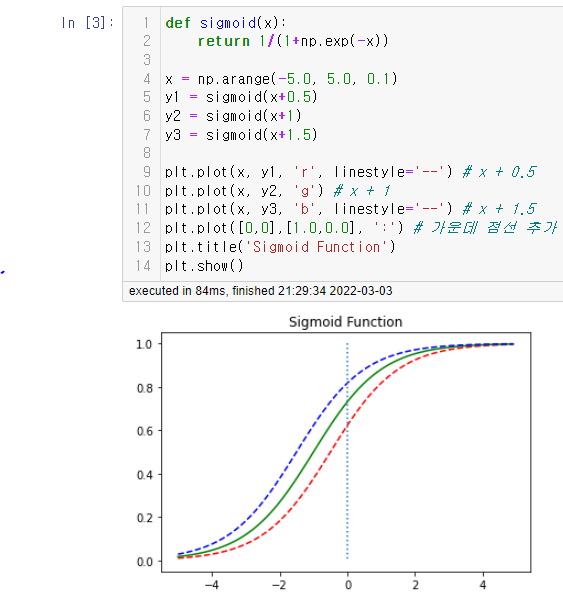 In [3]:
1 def sigmoid(x):
2     return 1/(1+np.exp(-x))
3
4 x = np.arange(-5.0, 5.0, 0.1)
5 y1 = sigmoid(x+0.5)
6 y2 = sigmoid(x+1)
7 y3 = sigmoid(x+1.5)
8
9 plt.plot(x, y1, 'r', linestyle='--') # x + 0.5
10 plt.plot(x, y2, 'g') # x + 1
11 plt.plot(x, y3, 'b', linestyle='--') # x + 1.5
12 plt.plot([0,0],[1.0,0.0], ':') # 가운데 점선 추가
13 plt.title('Sigmoid Function')
14 plt.show()
executed in 84ms, finished 21:29:34 2022-03-03
Sigmoid Function
1.0
0.8
0.6
0.4
0.2
0.0
−4 −2 0 2 4